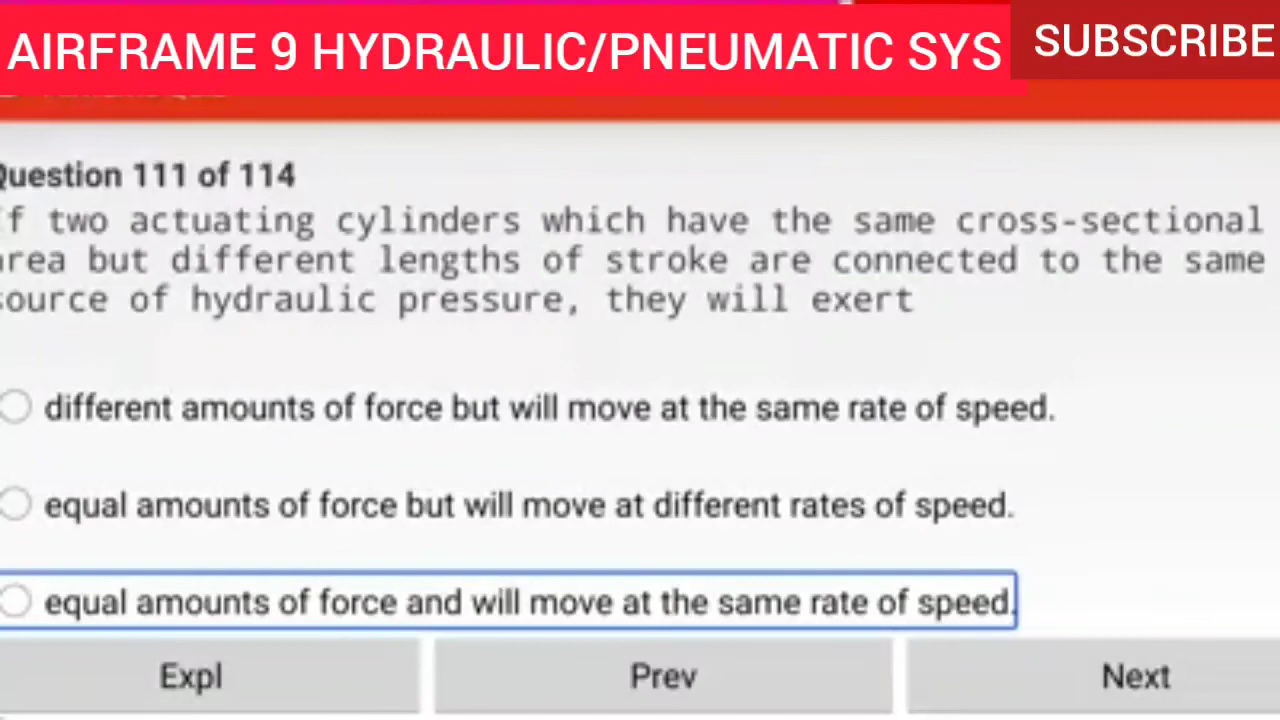 AIRFRAME 9 HYDRAULIC/PNEUMATIC SYS
SUBSCRIBE
Question 111 of 114
If two actuating cylinders which have the same cross-sectional
area but different lengths of stroke are connected to the same
source of hydraulic pressure, they will exert
different amounts of force but will move at the same rate of speed.
equal amounts of force but will move at different rates of speed.
equal amounts of force and will move at the same rate of speed.
Expl
Prev
Next